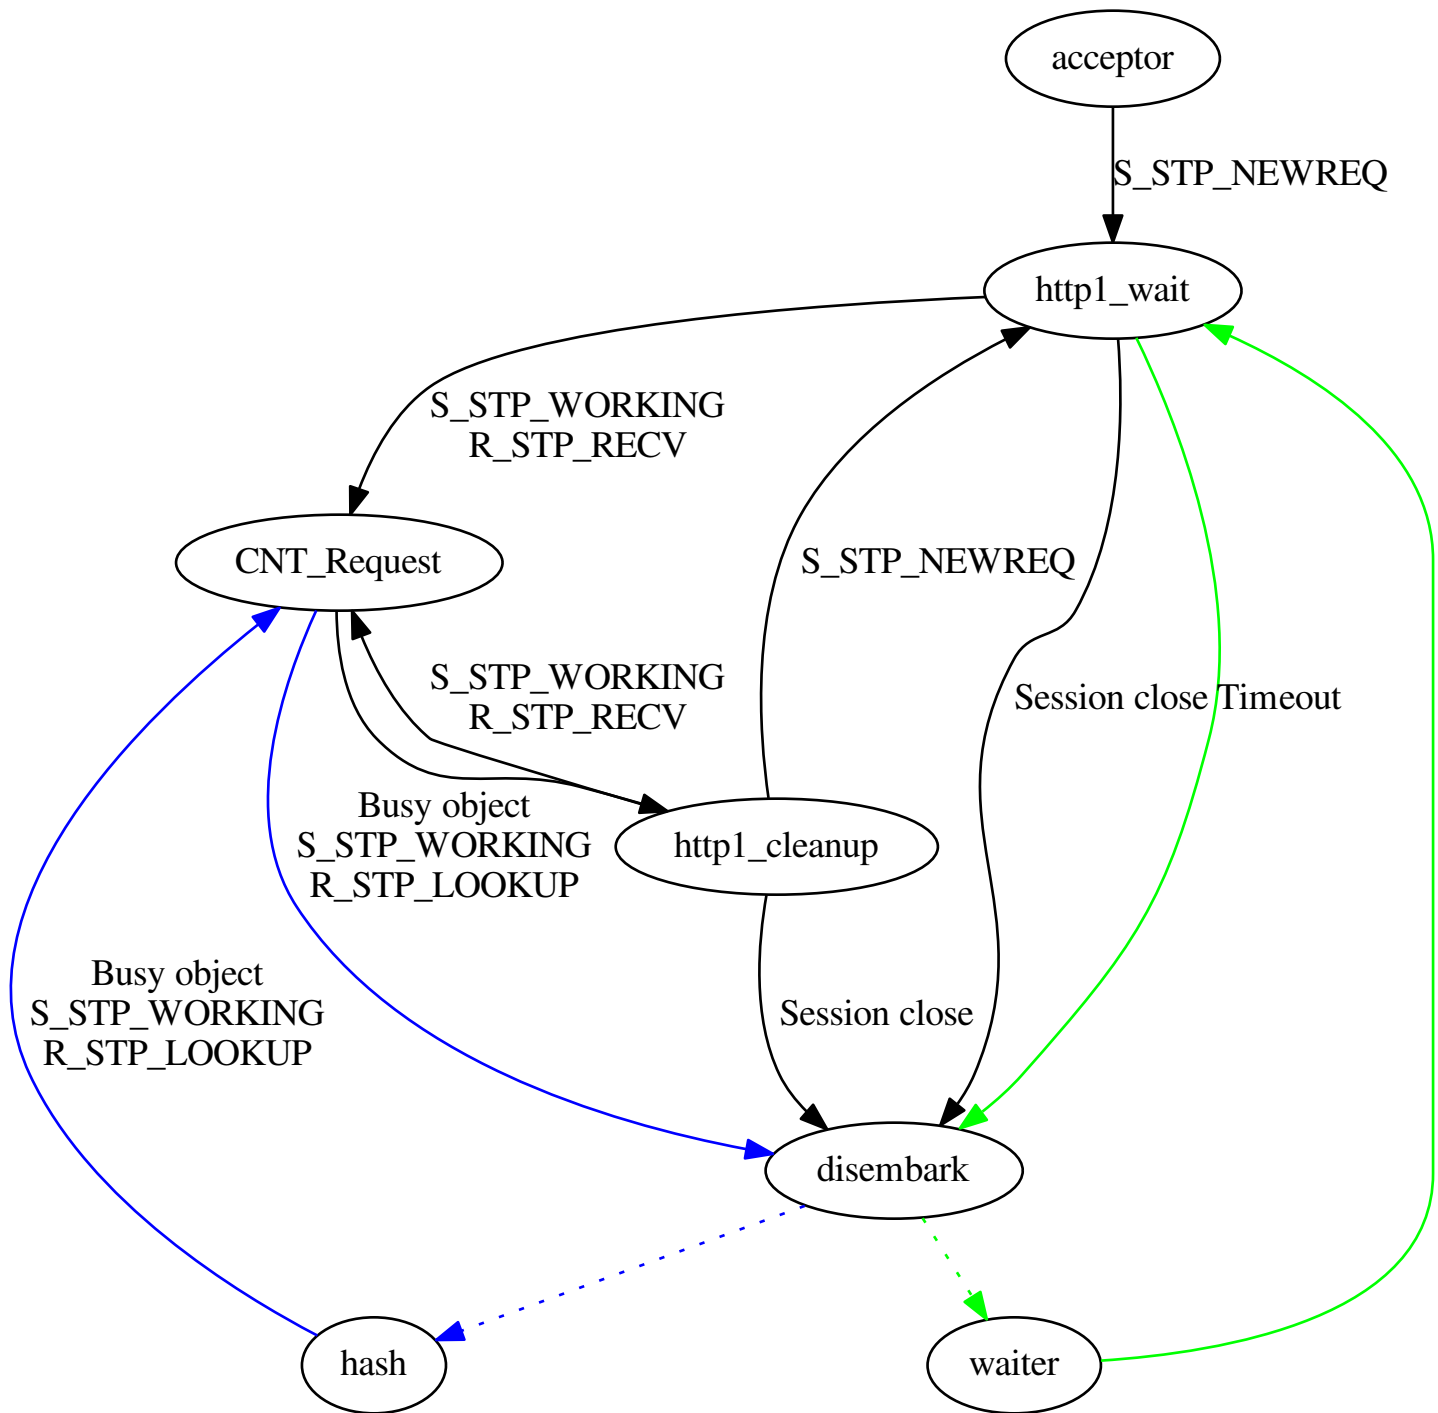 acceptor
S_STP_NEWREQ
http1_wait
S_STP_WORKING
R_STP_RECV
CNT_Request
S_STP_NEWREQ
S_STP_WORKING
R_STP_RECV
Session close
Timeout
Busy object
S_STP_WORKING
R_STP_LOOKUP
http1_cleanup
Busy object
S_STP_WORKING
R_STP_LOOKUP
Session close
disembark
hash
waiter